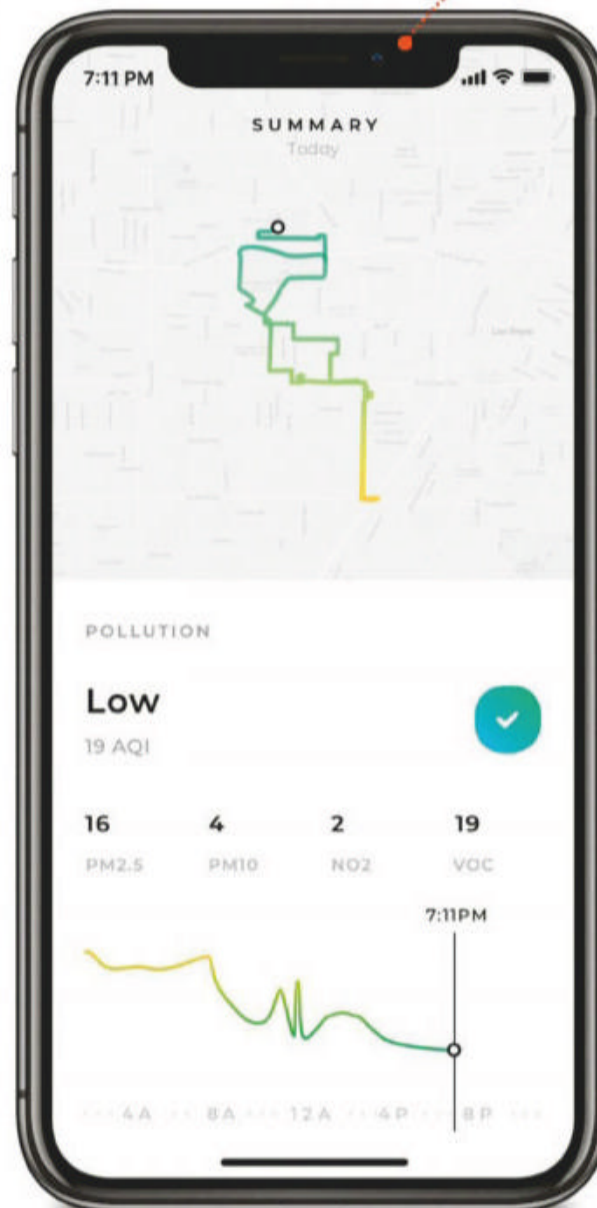 7:11 PM
SUMMARY
Today
POLLUTION
Low
19 AQI
16 4 2 19
PM2.5 PM10 NO2 VOC
7:11PM
4A 8A 12A 4P 8P